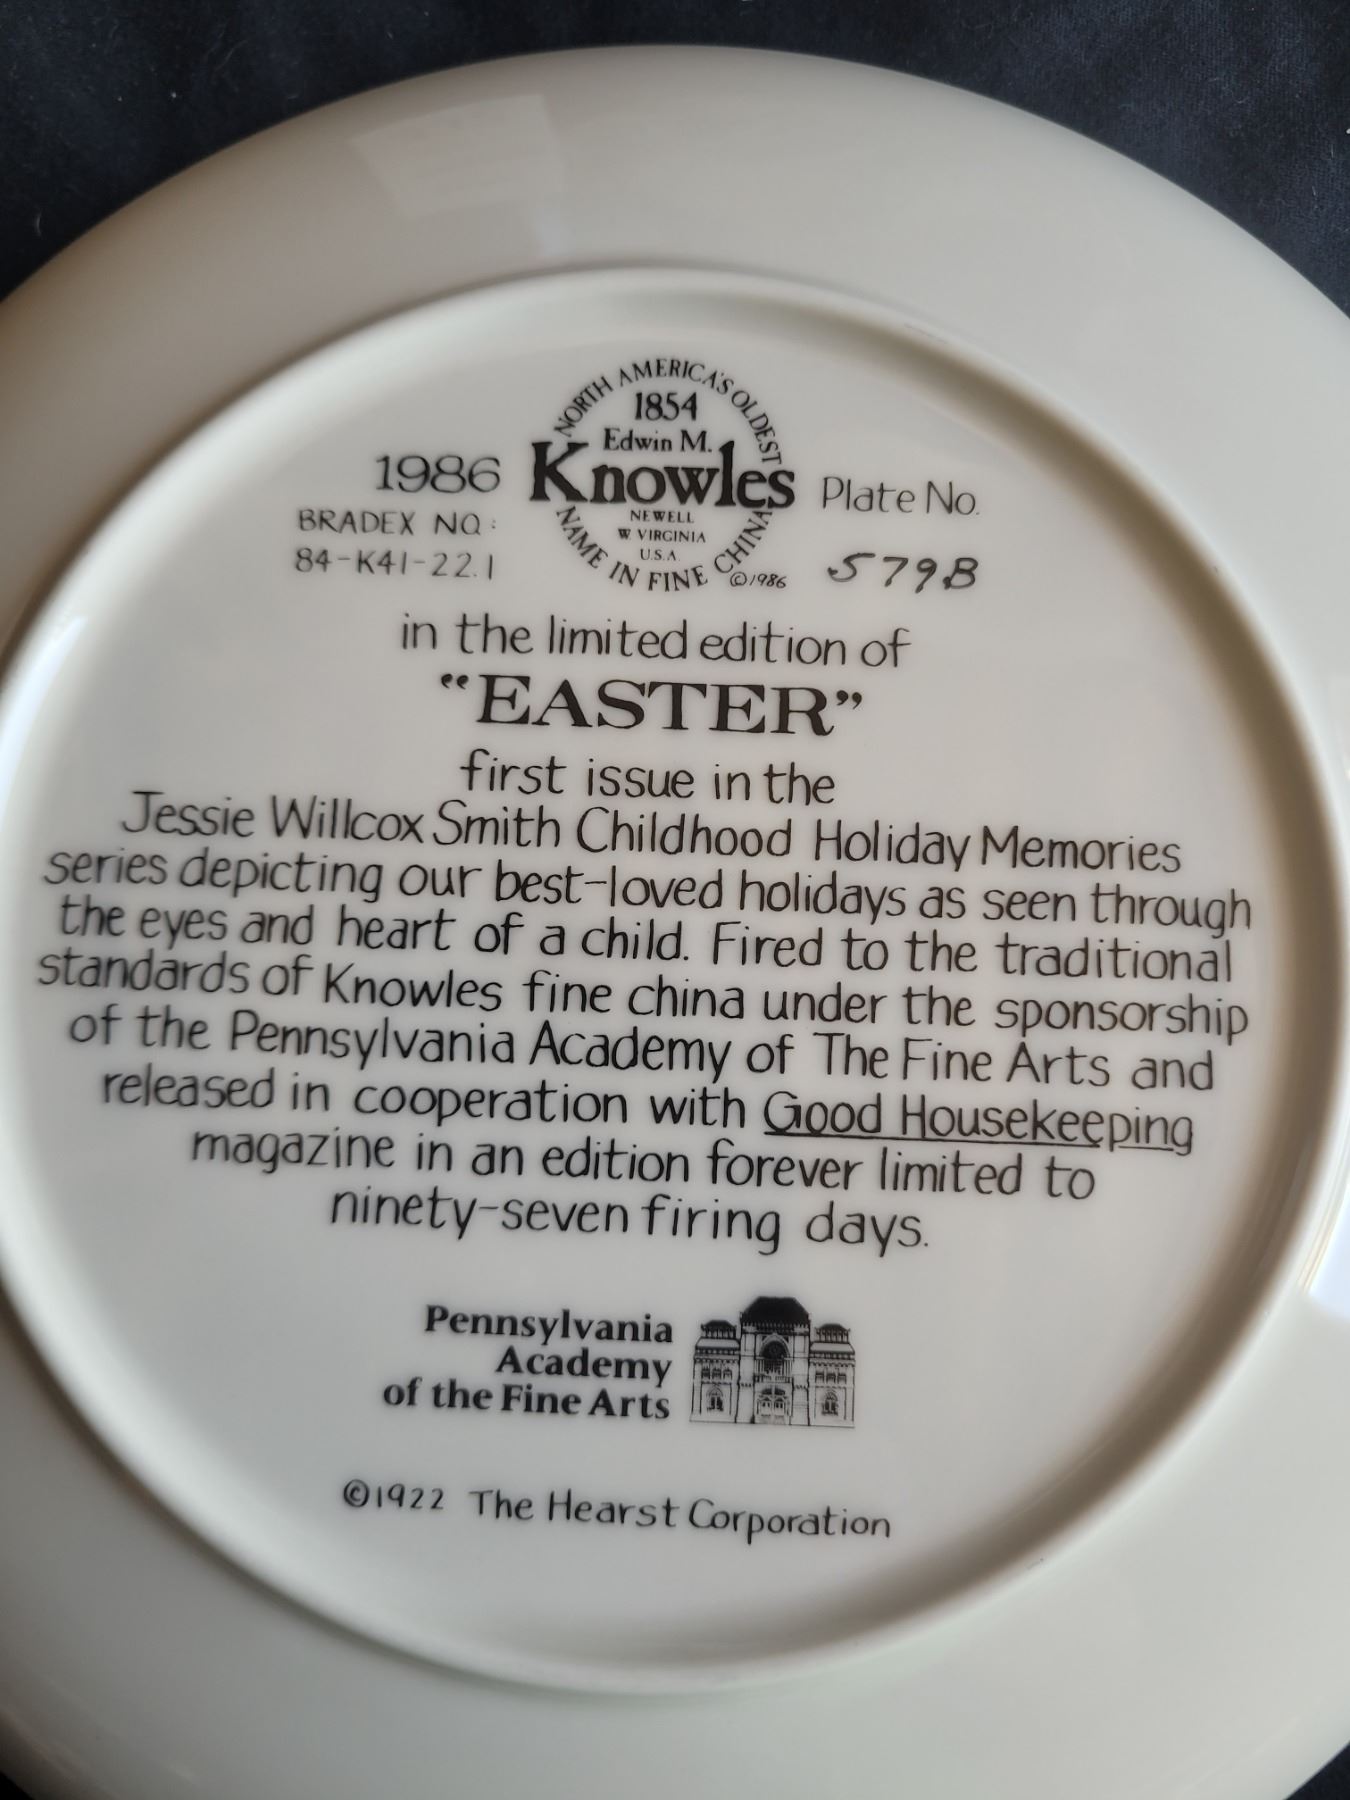 NORTH AMERICA'S OLDEST
1854
Edwin M.
Knowles
NEWELL
W. VIRGINIA
U.S.A.
NAME IN FINE CHINA
©1986
1986
BRADEX NO:
84-K41-22.1
Plate No.
579B
in the limited edition of
“EASTER”
first issue in the
Jessie Willcox Smith Childhood Holiday Memories
series depicting our best-loved holidays as seen through
the eyes and heart of a child. Fired to the traditional
standards of Knowles fine china under the sponsorship
of the Pennsylvania Academy of The Fine Arts and
released in cooperation with Good Housekeeping
magazine in an edition forever limited to
ninety-seven firing days.
Pennsylvania
Academy
of the Fine Arts
©1922 The Hearst Corporation